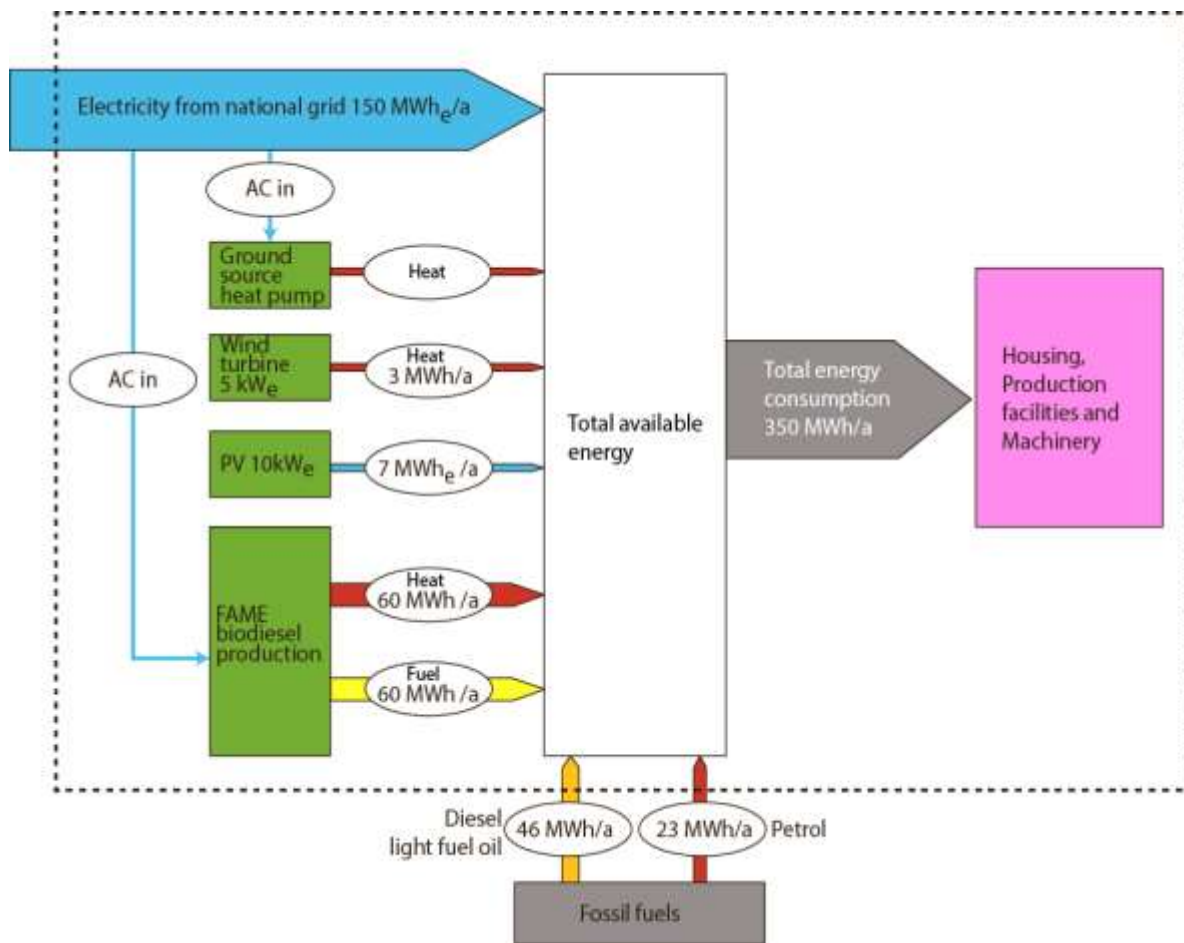 Electricity from national grid 150 MWhe/a
AC in
Ground
source
heat pump
Heat
Wind
turbine
5 kWe
Heat
3 MWh/a
AC in
PV 10kWe
7 MWhe /a
FAME
biodiesel
production
Heat
60 MWh /a
Fuel
60 MWh /a
Total available
energy
Total energy
consumption
350 MWh/a
Housing,
Production
facilities and
Machinery
Diesel
light fuel oil
46 MWh/a
23 MWh/a
Petrol
Fossil fuels